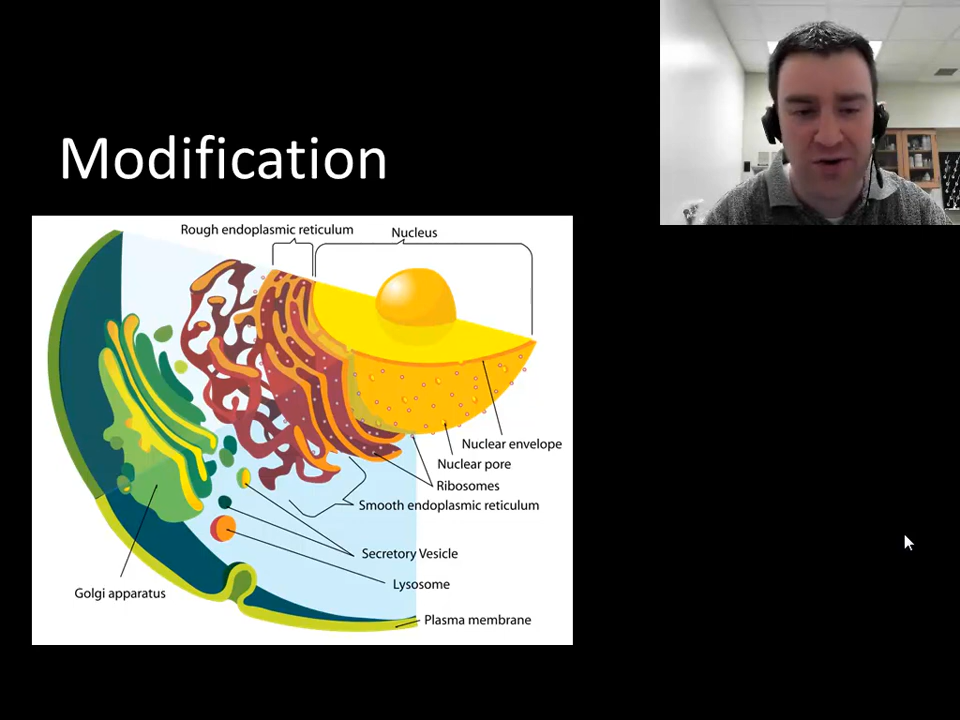 Modification
Rough endoplasmic reticulum
Nucleus
Nuclear envelope
Nuclear pore
Ribosomes
Smooth endoplasmic reticulum
Secretory Vesicle
Lysosome
Golgi apparatus
Plasma membrane